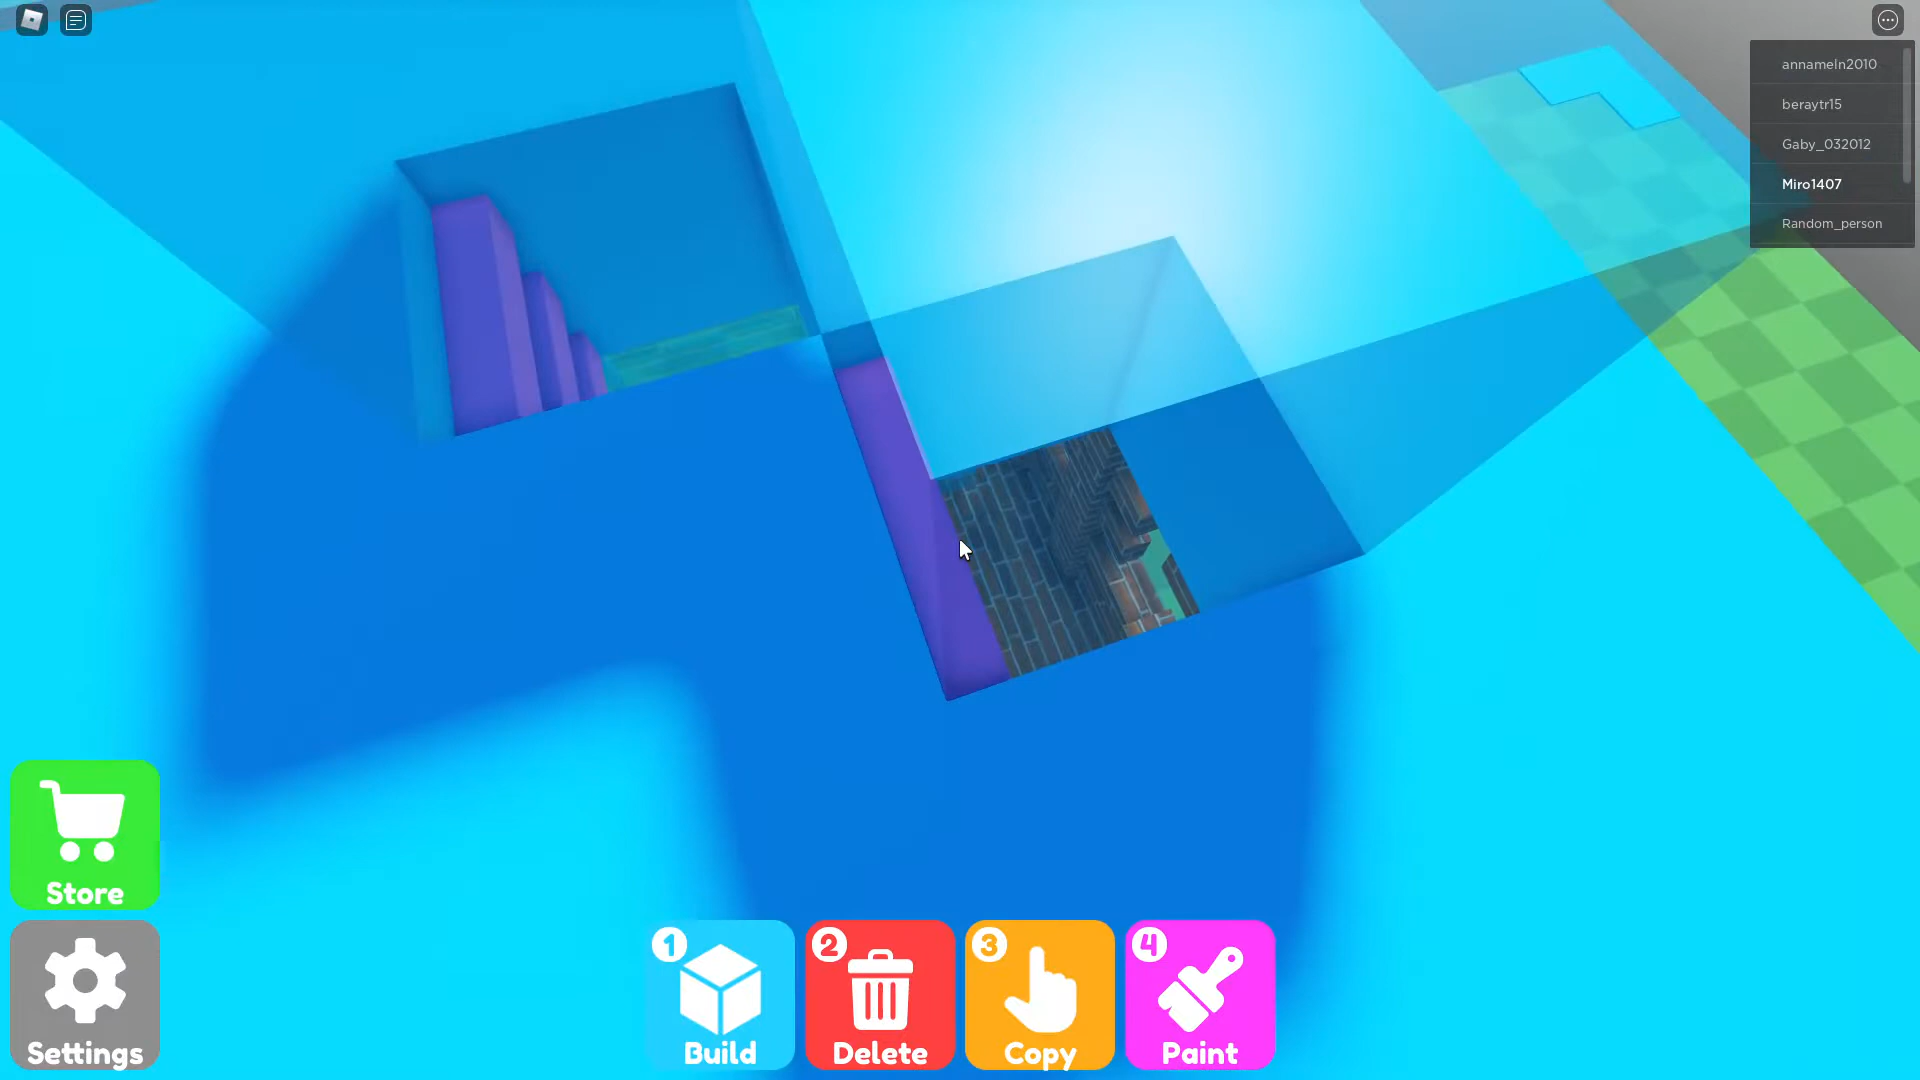 annameln2010
beraytr15
Gaby_032012
Miro1407
Random_person
Store
Settings
1
Build
2
Delete
3
Copy
4
Paint